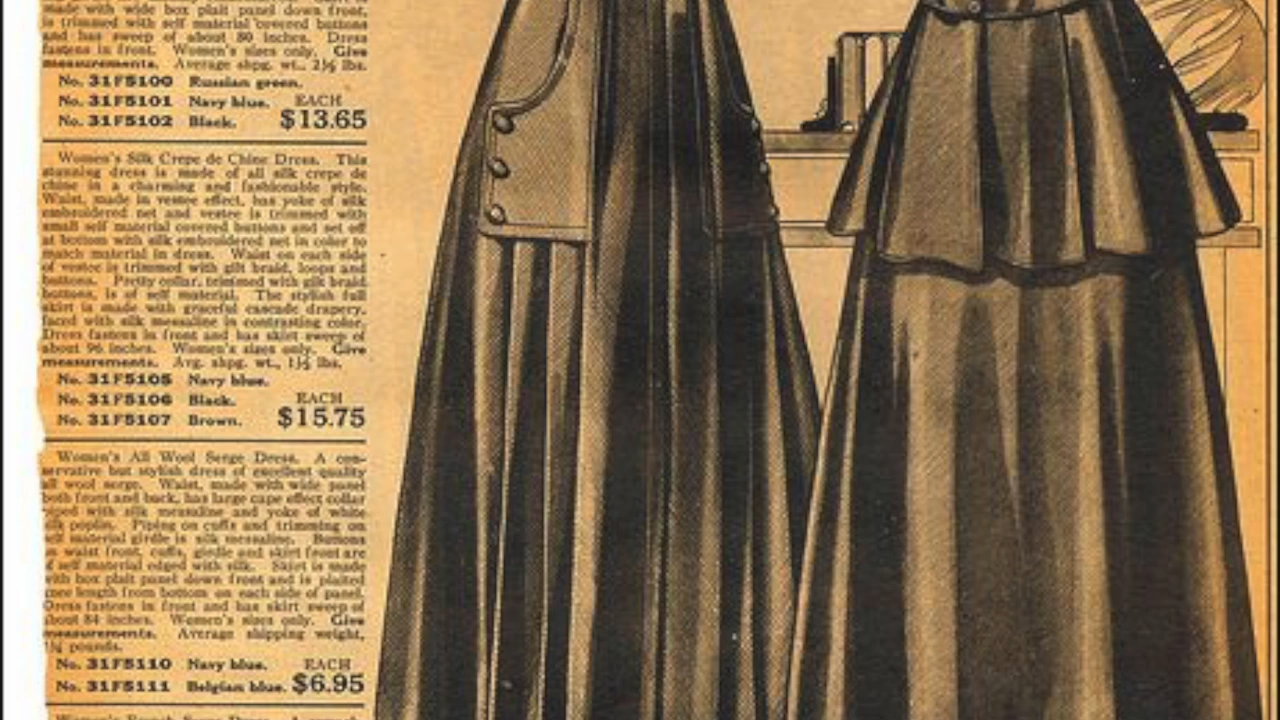 made with wide box plait panel down front,
is trimmed with self material covered buttons
and has sweep of about 80 inches. Dress
fastens in front. Women's sizes only. Give
measurements. Average shpg. wt., 2½ lbs.
No. 31F5100 Russian green.
No. 31F5101 Navy blue. EACH
No. 31F5102 Black. $13.65
Women's Silk Crepe de Chine Dress. This
stunning dress is made of all silk crepe de
chine in a charming and fashionable style.
Waist, made in vestee effect, has yoke of silk
embroidered net and vestee is trimmed with
small self material covered buttons and set off
at bottom with silk embroidered net in color to
match material in dress. Waist on each side
of vestee is trimmed with gilt braid, loops and
buttons. Pretty collar, trimmed with gilt braid
buttons, is of self material. The stylish full
skirt is made with graceful cascade drapery,
faced with silk messaline in contrasting color.
Dress fastens in front and has skirt sweep of
about 96 inches. Women's sizes only. Give
measurements. Avg. shpg. wt., 1½ lbs.
No. 31F5105 Navy blue.
No. 31F5106 Black. EACH
No. 31F5107 Brown. $15.75
Women's All Wool Serge Dress. A con-
servative but stylish dress of excellent quality
all wool serge. Waist, made with wide panel
both front and back, has large cape effect collar
piped with silk messaline and yoke of white
silk poplin. Piping on cuffs and trimming on
self material girdle is silk messaline. Buttons
on waist front, cuffs, girdle and skirt front are
of self material edged with silk. Skirt is made
with box plait panel down front and is plaited
knee length from bottom on each side of panel.
Dress fastens in front and has skirt sweep of
about 84 inches. Women's sizes only. Give
measurements. Average shipping weight,
pounds.
No. 31F5110 Navy blue. EACH
No. 31F5111 Belgian blue. $6.95